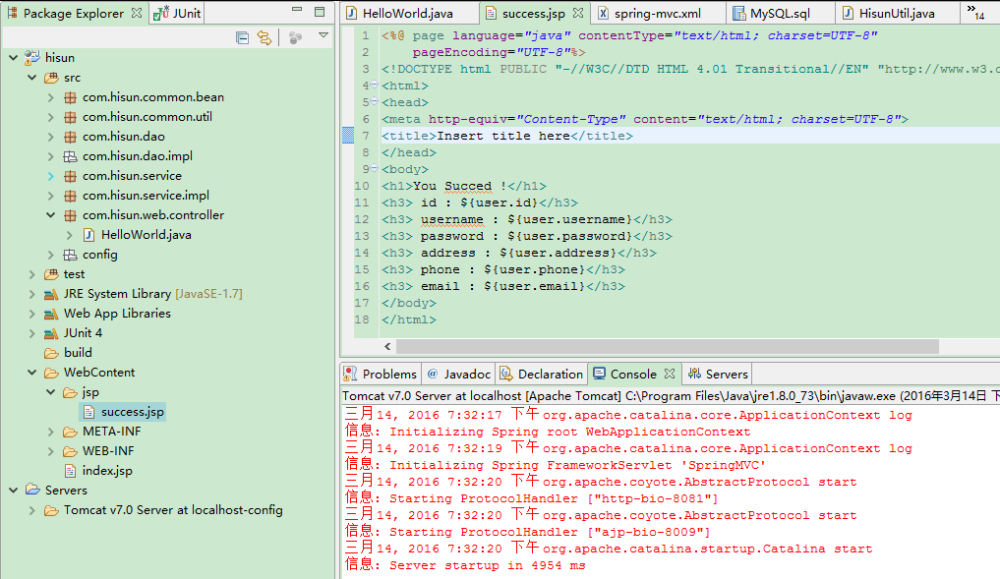 Package Explorer
JUnit
hisun
src
com.hisun.common.bean
com.hisun.common.util
com.hisun.dao
com.hisun.dao.impl
com.hisun.service
com.hisun.service.impl
com.hisun.web.controller
HelloWorld.java
config
test
JRE System Library [JavaSE-1.7]
Web App Libraries
JUnit 4
build
WebContent
jsp
success.jsp
META-INF
WEB-INF
index.jsp
Servers
Tomcat v7.0 Server at localhost-config
HelloWorld.java success.jsp spring-mvc.xml MySQL.sql HisunUtil.java »14
1 <%@ page language="java" contentType="text/html; charset=UTF-8"
2     pageEncoding="UTF-8"%>
3 <!DOCTYPE html PUBLIC "-//W3C//DTD HTML 4.01 Transitional//EN" "http://www.w3.o
4 <html>
5 <head>
6 <meta http-equiv="Content-Type" content="text/html; charset=UTF-8">
7 <title>Insert title here</title>
8 </head>
9 <body>
10 <h1>You Succed !</h1>
11 <h3> id : ${user.id}</h3>
12 <h3> username : ${user.username}</h3>
13 <h3> password : ${user.password}</h3>
14 <h3> address : ${user.address}</h3>
15 <h3> phone : ${user.phone}</h3>
16 <h3> email : ${user.email}</h3>
17 </body>
18 </html>
Problems @ Javadoc Declaration Console Servers
Tomcat v7.0 Server at localhost [Apache Tomcat] C:\Program Files\Java\jre1.8.0_73\bin\javaw.exe (2016年3月14日 下
三月 14, 2016 7:32:17 下午 org.apache.catalina.core.ApplicationContext log
信息: Initializing Spring root WebApplicationContext
三月 14, 2016 7:32:19 下午 org.apache.catalina.core.ApplicationContext log
信息: Initializing Spring FrameworkServlet 'SpringMVC'
三月 14, 2016 7:32:20 下午 org.apache.coyote.AbstractProtocol start
信息: Starting ProtocolHandler ["http-bio-8081"]
三月 14, 2016 7:32:20 下午 org.apache.coyote.AbstractProtocol start
信息: Starting ProtocolHandler ["ajp-bio-8009"]
三月 14, 2016 7:32:20 下午 org.apache.catalina.startup.Catalina start
信息: Server startup in 4954 ms